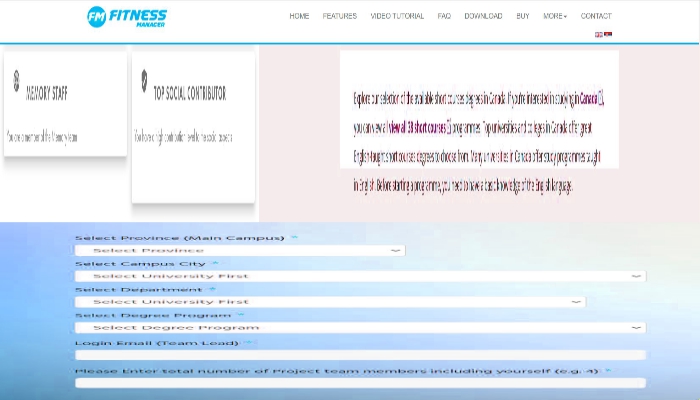 FM FITNESS
MANAGER
HOME FEATURES VIDEO TUTORIAL FAQ DOWNLOAD BUY MORE CONTACT
MEMORY STAFF
You are a member of the Memory team
TOP SOCIAL CONTRIBUTOR
You have a high contribution level to the social aspects
Explore our selection of the available short courses degrees in Canada. If you're interested in studying in Canada,
you can view all view all 38 short courses programmes. Top universities and colleges in Canada offer great
English-taught short courses degrees to choose from. Many universities in Canada offer study programmes taught
in English. Before starting a programme, you need to have a basic knowledge of the English language.
Select Province (Main Campus) *
Select Province
Select Campus City *
Select University First
Select Department *
Select University First
Select Degree Program *
Select Degree Program
Login Email (Team Lead) *
Please Enter total number of Project team members including yourself (e.g. 4) *